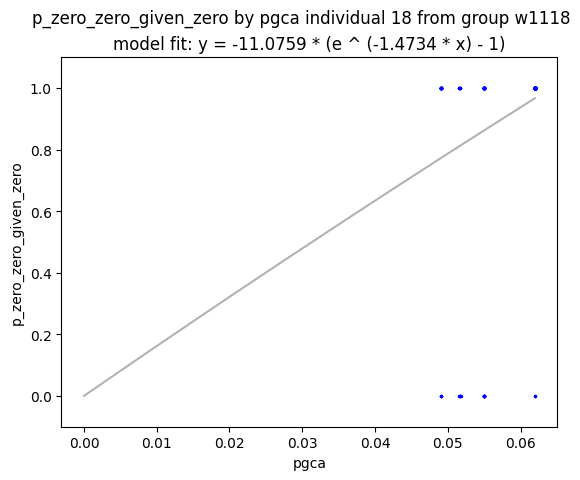 p_zero_zero_given_zero by pgca individual 18 from group w1118
model fit: y = -11.0759 * (e ^ (-1.4734 * x) - 1)
1.0
0.8
0.6
0.4
0.2
0.0
p_zero_zero_given_zero
0.00 0.01 0.02 0.03 0.04 0.05 0.06
pgca